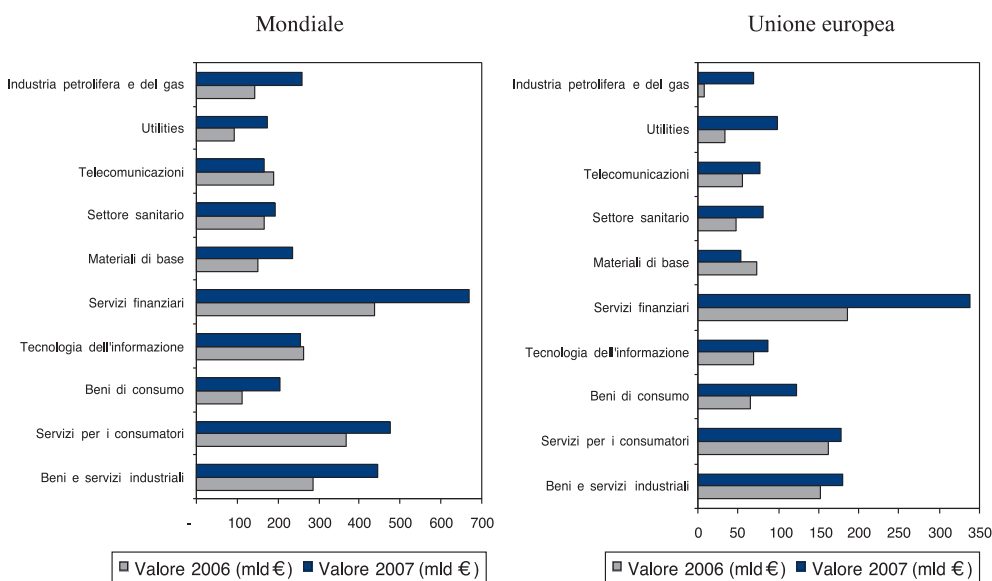 Mondiale
Industria petrolifera e del gas
Utilities
Telecomunicazioni
Settore sanitario
Materiali di base
Servizi finanziari
Tecnologia dell'informazione
Beni di consumo
Servizi per i consumatori
Beni e servizi industriali
- 100 200 300 400 500 600 700
Valore 2006 (mld €) Valore 2007 (mld €)
Unione europea
Industria petrolifera e del gas
Utilities
Telecomunicazioni
Settore sanitario
Materiali di base
Servizi finanziari
Tecnologia dell'informazione
Beni di consumo
Servizi per i consumatori
Beni e servizi industriali
0 50 100 150 200 250 300 350
Valore 2006 (mld €) Valore 2007 (mld €)